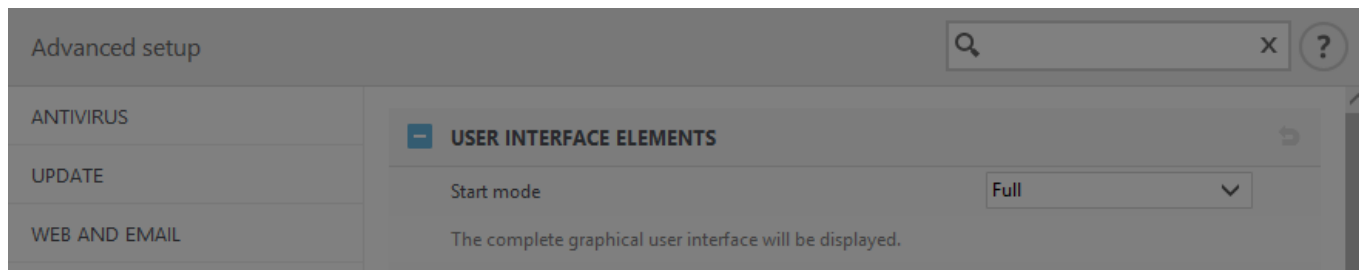 Advanced setup
x ?
ANTIVIRUS
UPDATE
WEB AND EMAIL
USER INTERFACE ELEMENTS
Start mode Full
The complete graphical user interface will be displayed.